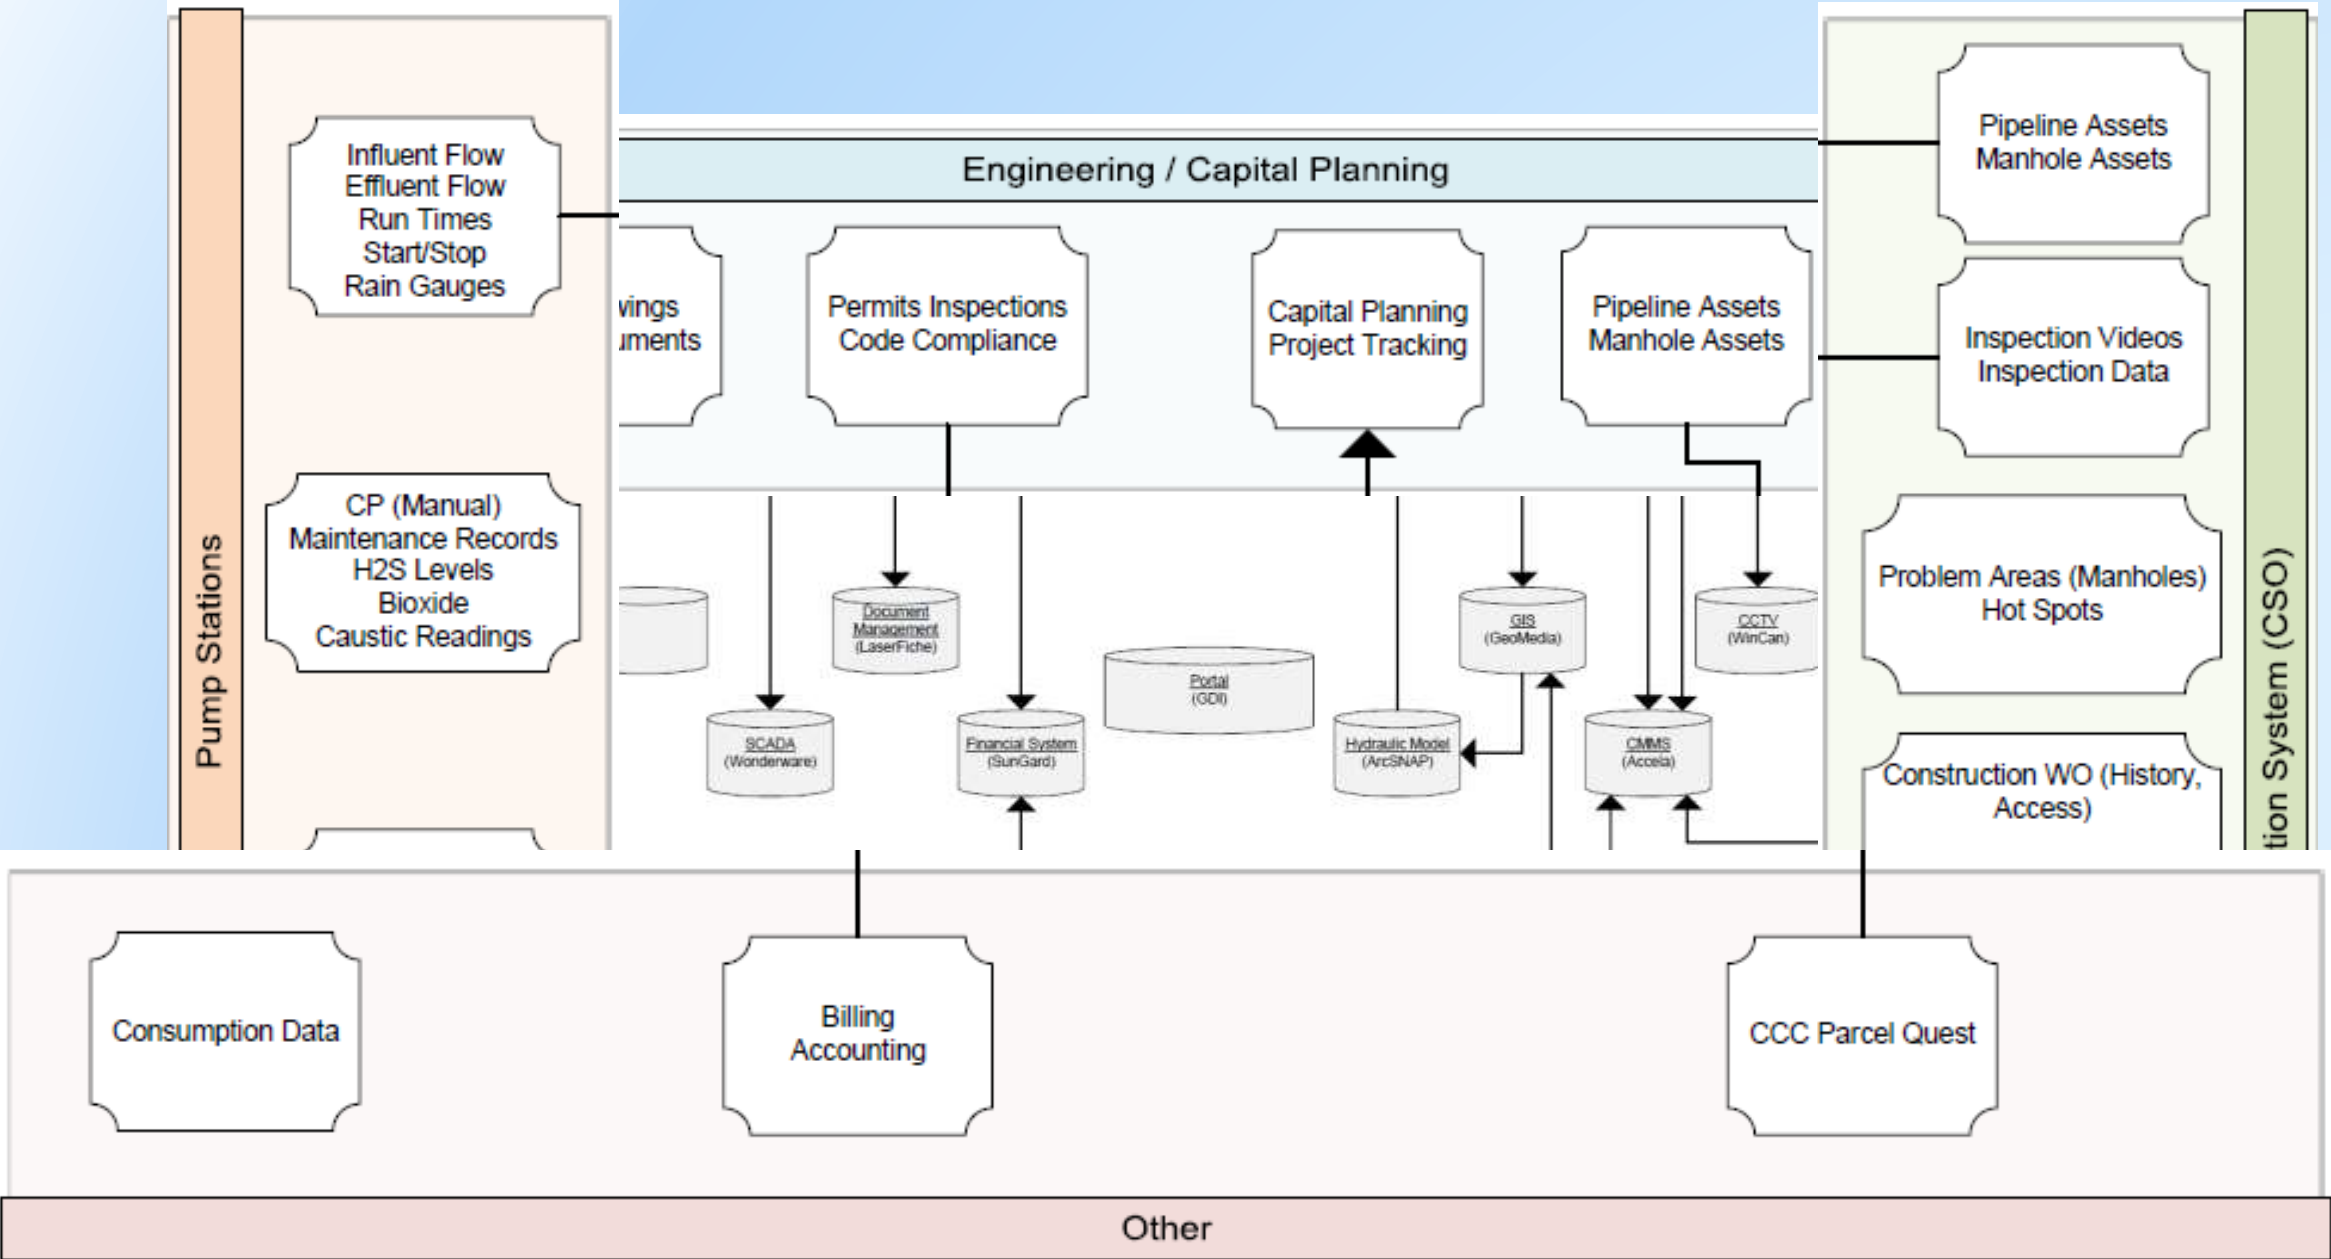 Pump Stations
Influent Flow
Effluent Flow
Run Times
Start/Stop
Rain Gauges
CP (Manual)
Maintenance Records
H2S Levels
Bioxide
Caustic Readings
Engineering / Capital Planning
Permits Inspections
Code Compliance
Capital Planning
Project Tracking
Pipeline Assets
Manhole Assets
Document
Management
(LaserFiche)
GIS
(GeoMedia)
CCTV
(WinCan)
Portal
(GDI)
SCADA
(Wonderware)
Financial System
(SunGard)
Hydraulic Model
(ArcSNAP)
CMMS
(Accela)
Pipeline Assets
Manhole Assets
Inspection Videos
Inspection Data
Problem Areas (Manholes)
Hot Spots
Construction WO (History,
Access)
System (CSO)
Consumption Data
Billing
Accounting
CCC Parcel Quest
Other